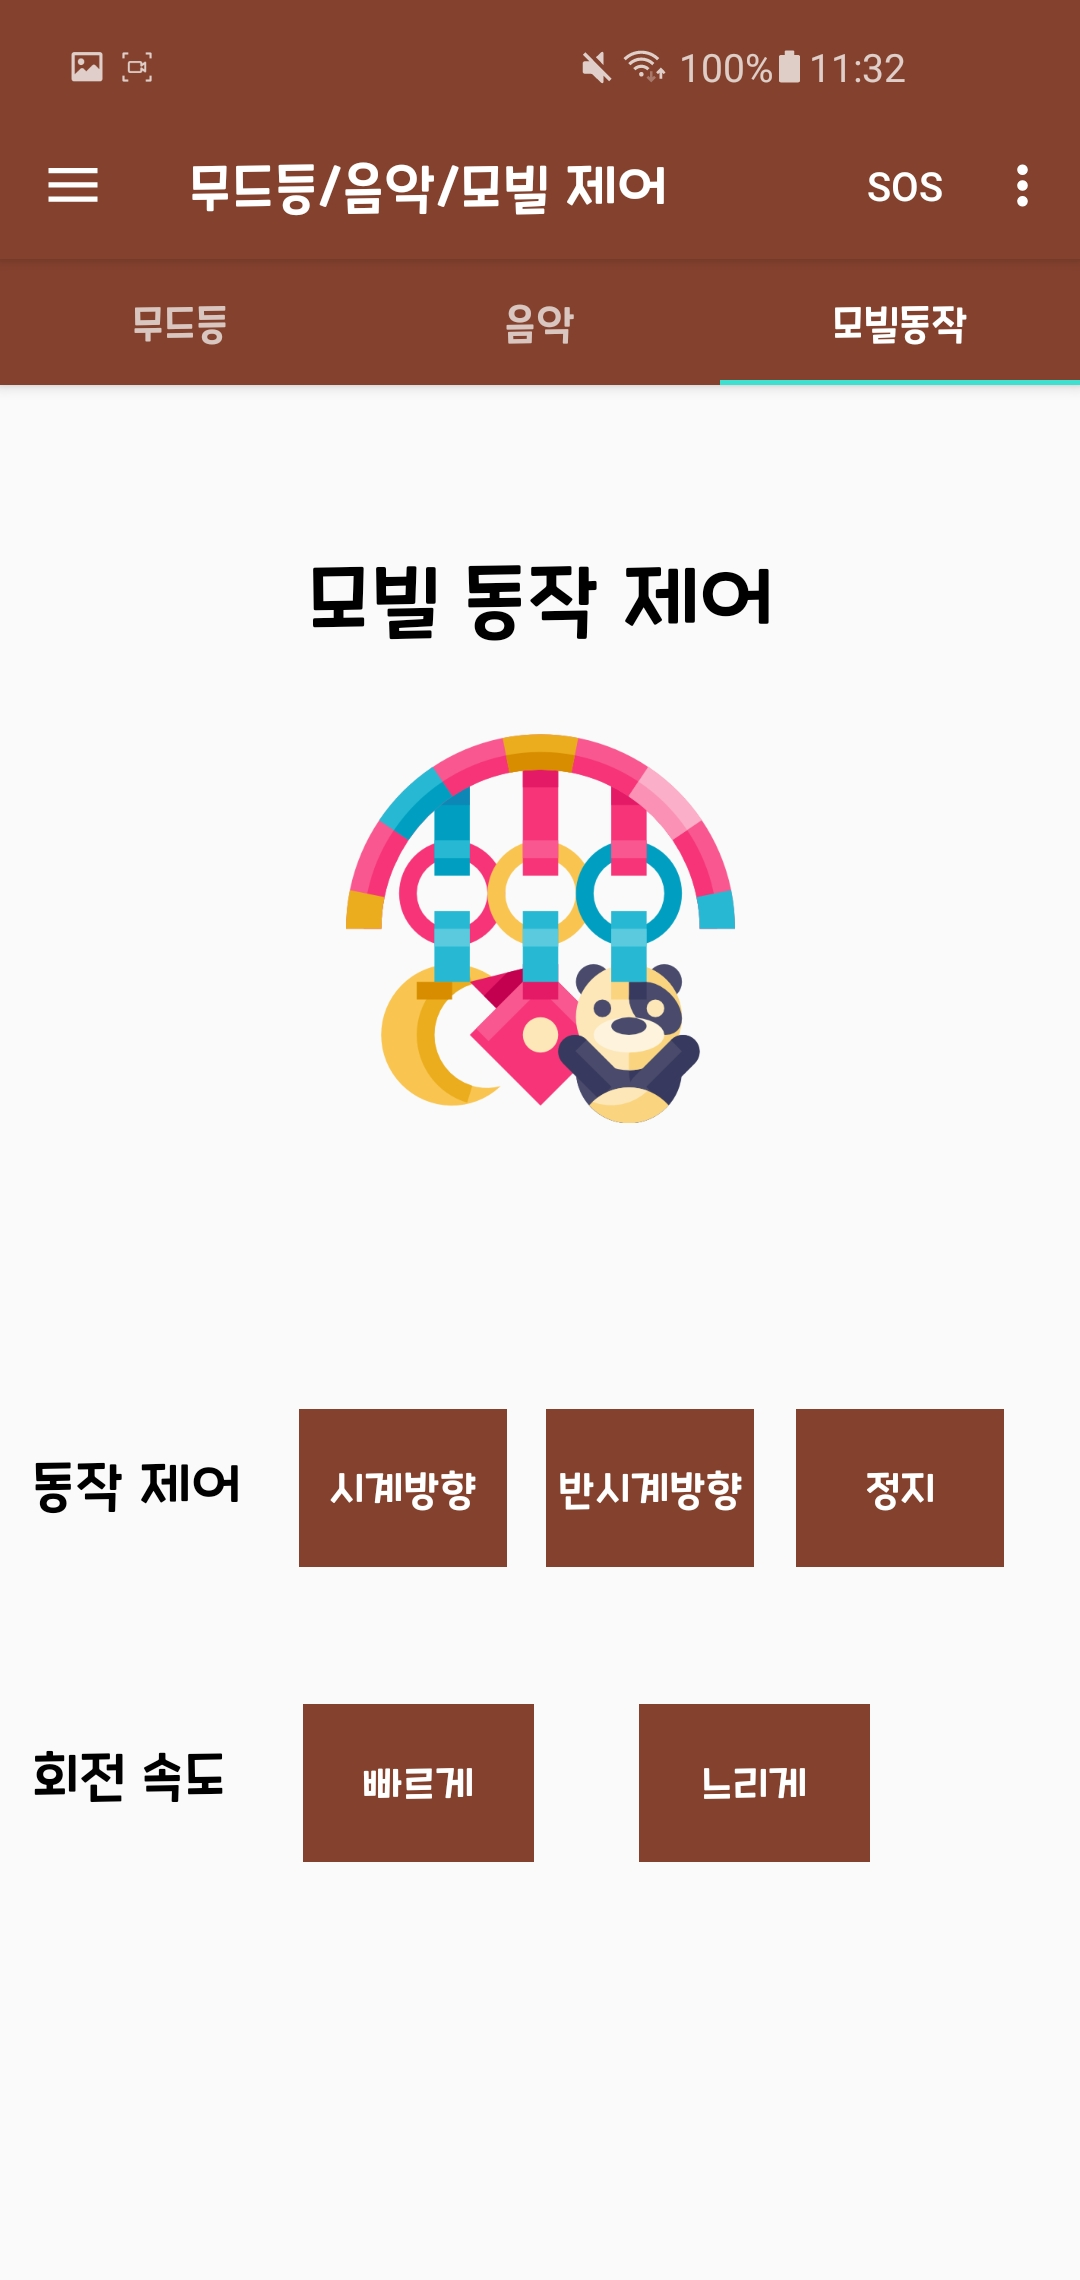 100% 11:32
무드등/음악/모빌 제어 SOS
무드등 음악 모빌동작
모빌 동작 제어
동작 제어 시계방향 반시계방향 정지
회전 속도 빠르게 느리게